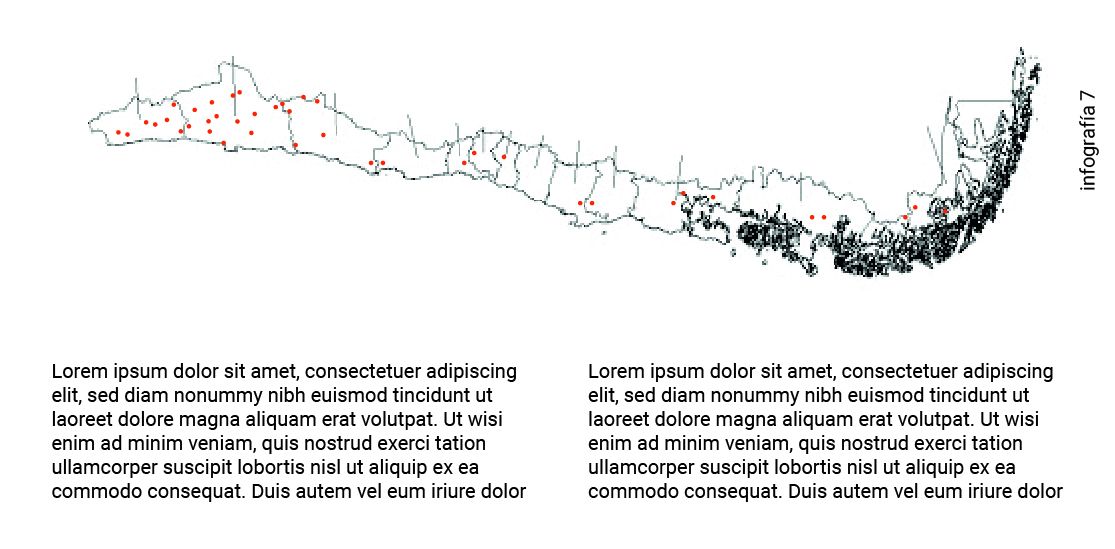 infografía 7
Lorem ipsum dolor sit amet, consectetuer adipiscing
elit, sed diam nonummy nibh euismod tincidunt ut
laoreet dolore magna aliquam erat volutpat. Ut wisi
enim ad minim veniam, quis nostrud exerci tation
ullamcorper suscipit lobortis nisl ut aliquip ex ea
commodo consequat. Duis autem vel eum iriure dolor
Lorem ipsum dolor sit amet, consectetuer adipiscing
elit, sed diam nonummy nibh euismod tincidunt ut
laoreet dolore magna aliquam erat volutpat. Ut wisi
enim ad minim veniam, quis nostrud exerci tation
ullamcorper suscipit lobortis nisl ut aliquip ex ea
commodo consequat. Duis autem vel eum iriure dolor